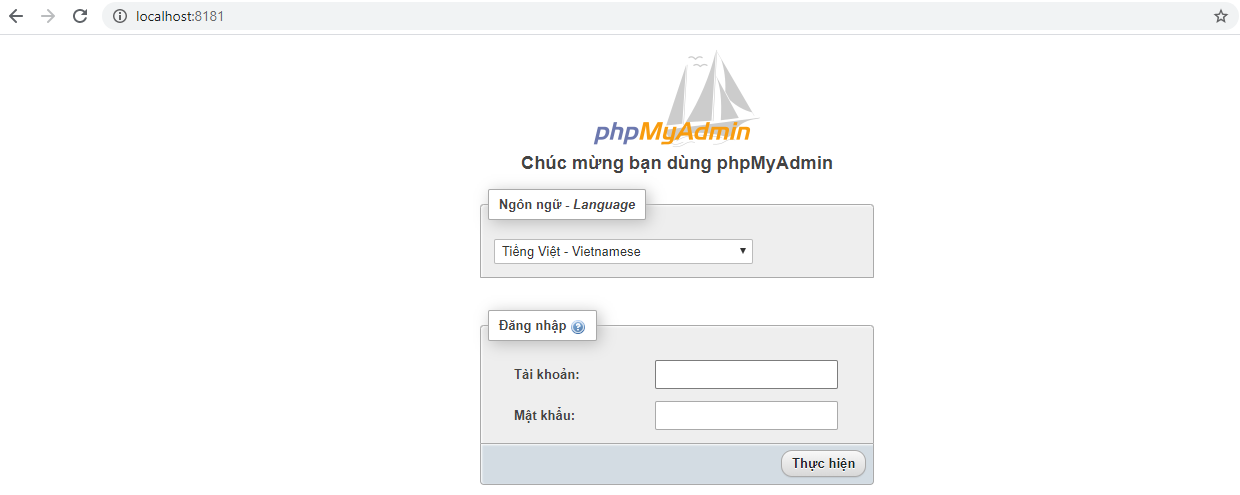 localhost:8181
phpMyAdmin
Chúc mừng bạn dùng phpMyAdmin
Ngôn ngữ - Language
Tiếng Việt - Vietnamese
Đăng nhập
Tài khoản:
Mật khẩu:
Thực hiện